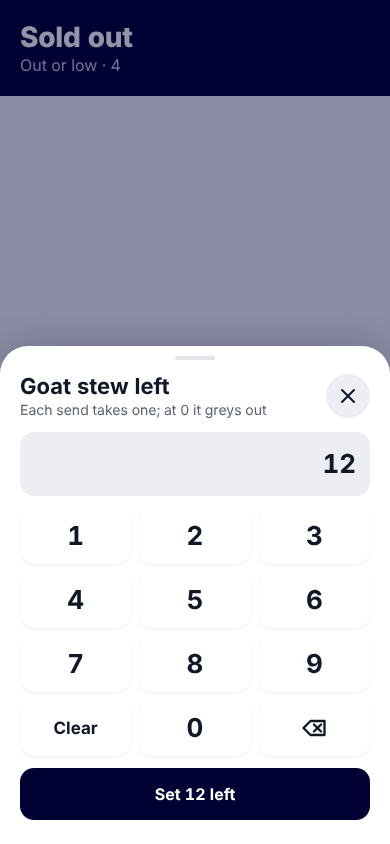 Sold out
Out or low · 4
Goat stew left
Each send takes one; at 0 it greys out
12
1 2 3
4 5 6
7 8 9
Clear 0
Set 12 left